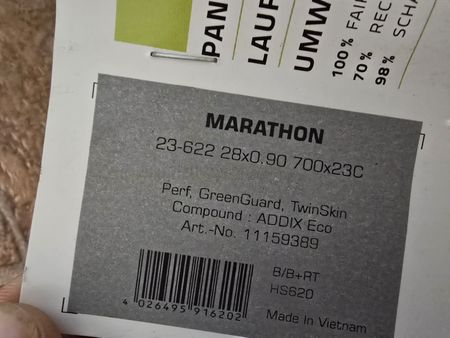 PAN
LAUF
UMW
100% FAI
70% REC
98% SCHA
MARATHON
23-622 28x0.90 700x23C
Perf, GreenGuard, TwinSkin
Compound : ADDIX Eco
Art.-No. 11159389
B/B+RT
HS620
4 026495 916202
Made in Vietnam